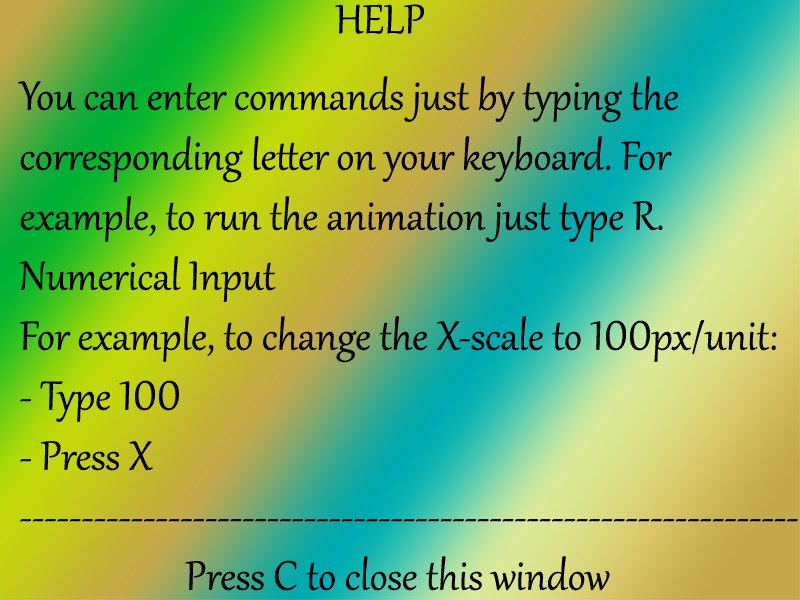 HELP
You can enter commands just by typing the
corresponding letter on your keyboard. For
example, to run the animation just type R.
Numerical Input
For example, to change the X-scale to 100px/unit:
- Type 100
- Press X
----------------------------------------------------------------
Press C to close this window